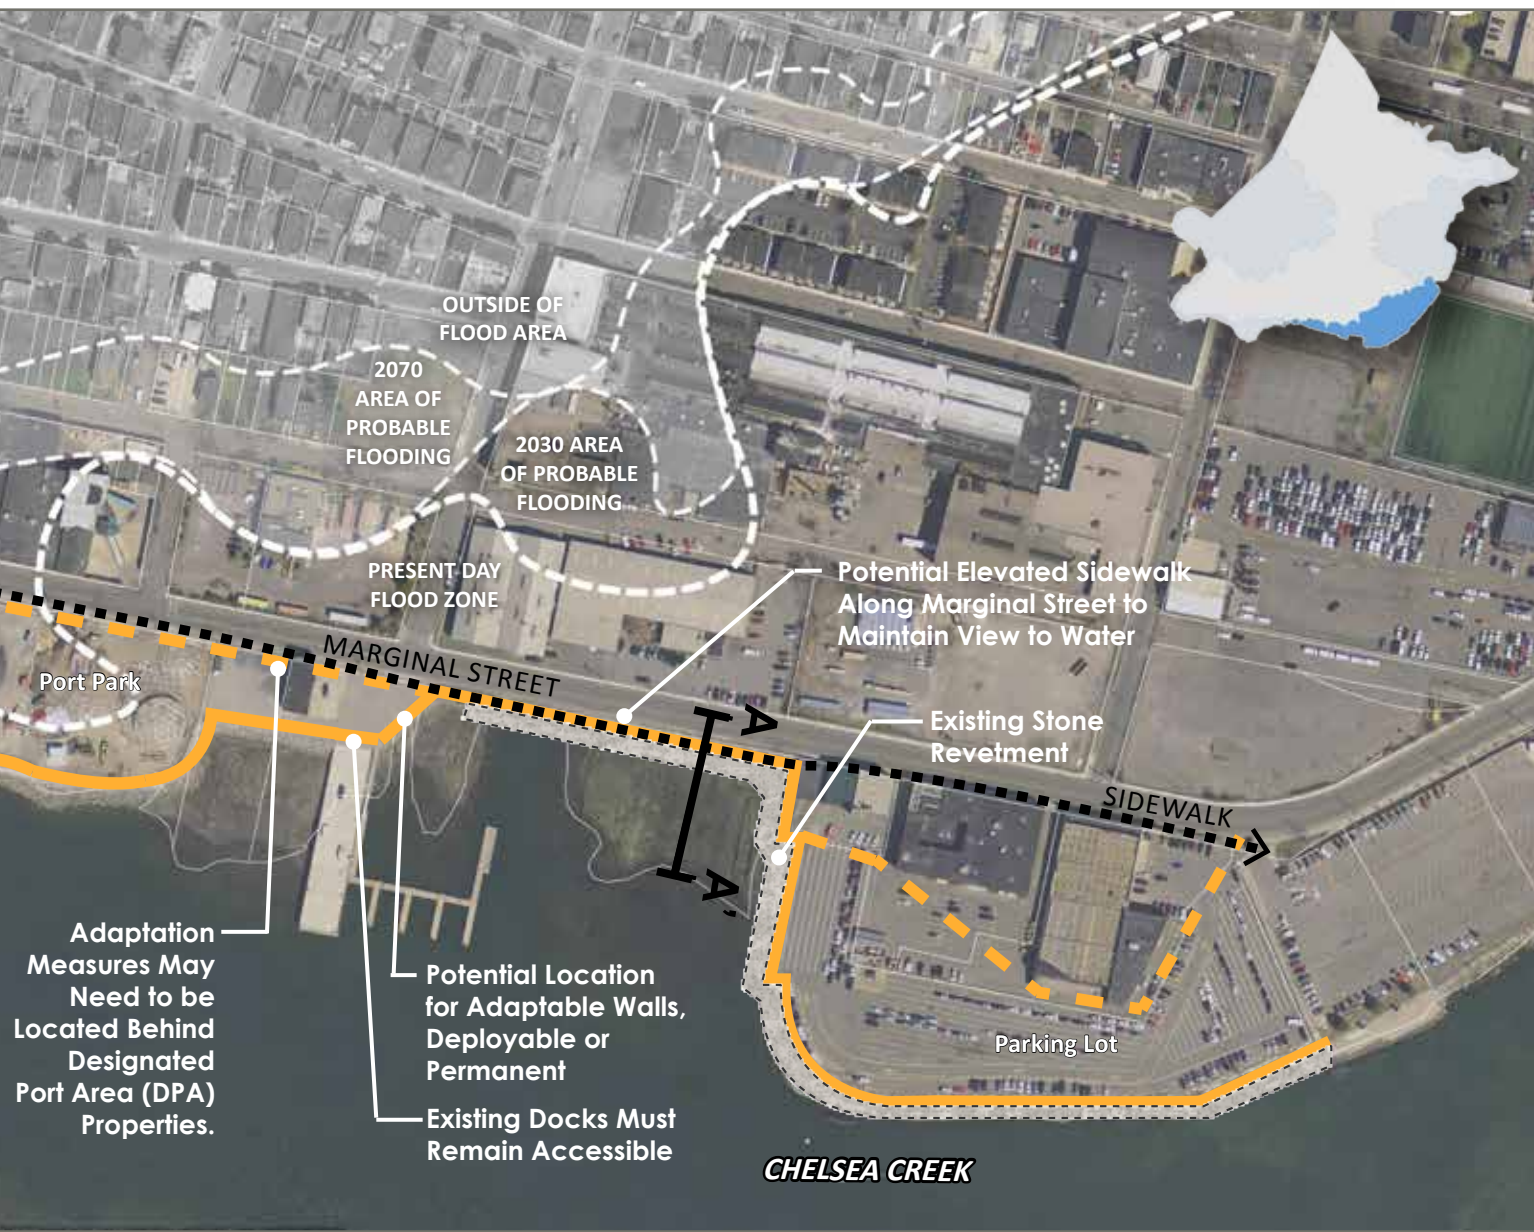 OUTSIDE OF
FLOOD AREA
2070
AREA OF
PROBABLE
FLOODING
2030 AREA
OF PROBABLE
FLOODING
PRESENT DAY
FLOOD ZONE
Potential Elevated Sidewalk
Along Marginal Street to
Maintain View to Water
MARGINAL STREET
Port Park
A
Existing Stone
Revetment
SIDEWALK
A'
Adaptation
Measures May
Need to be
Located Behind
Designated
Port Area (DPA)
Properties.
Potential Location
for Adaptable Walls,
Deployable or
Permanent
Existing Docks Must
Remain Accessible
Parking Lot
CHELSEA CREEK